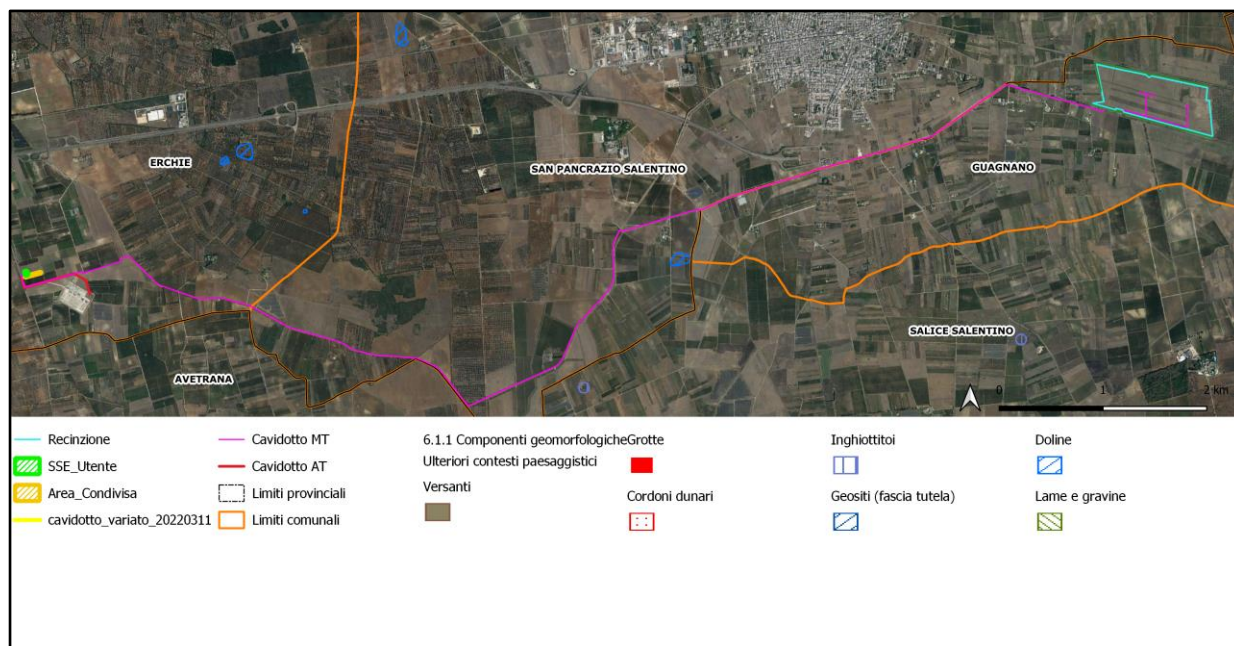 ERCHIE
SAN PANCRAZIO SALENTINO
GUAGNANO
SALICE SALENTINO
AVETRANA
0 1 2 km
Recinzione
SSE_Utente
Area_Condivisa
cavidotto_variato_20220311
Cavidotto MT
Cavidotto AT
Limiti provinciali
Limiti comunali
6.1.1 Componenti geomorfologiche
Ulteriori contesti paesaggistici
Versanti
Grotte
Cordoni dunari
Inghiottitoi
Geositi (fascia tutela)
Doline
Lame e gravine